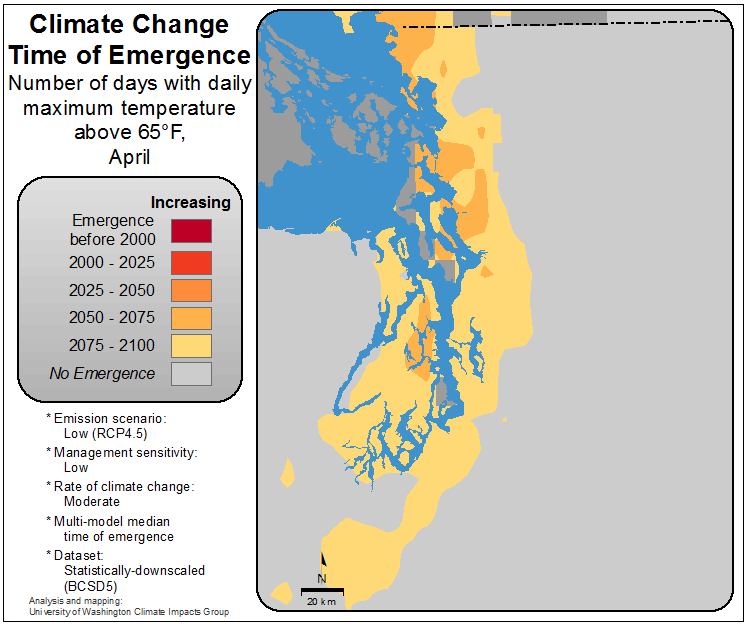 Climate Change
Time of Emergence
Number of days with daily
maximum temperature
above 65°F,
April
Increasing
Emergence
before 2000
2000 - 2025
2025 - 2050
2050 - 2075
2075 - 2100
No Emergence
* Emission scenario:
Low (RCP4.5)
* Management sensitivity:
Low
* Rate of climate change:
Moderate
* Multi-model median
time of emergence
* Dataset:
Statistically-downscaled
(BCSD5)
Analysis and mapping:
University of Washington Climate Impacts Group
N
20 km